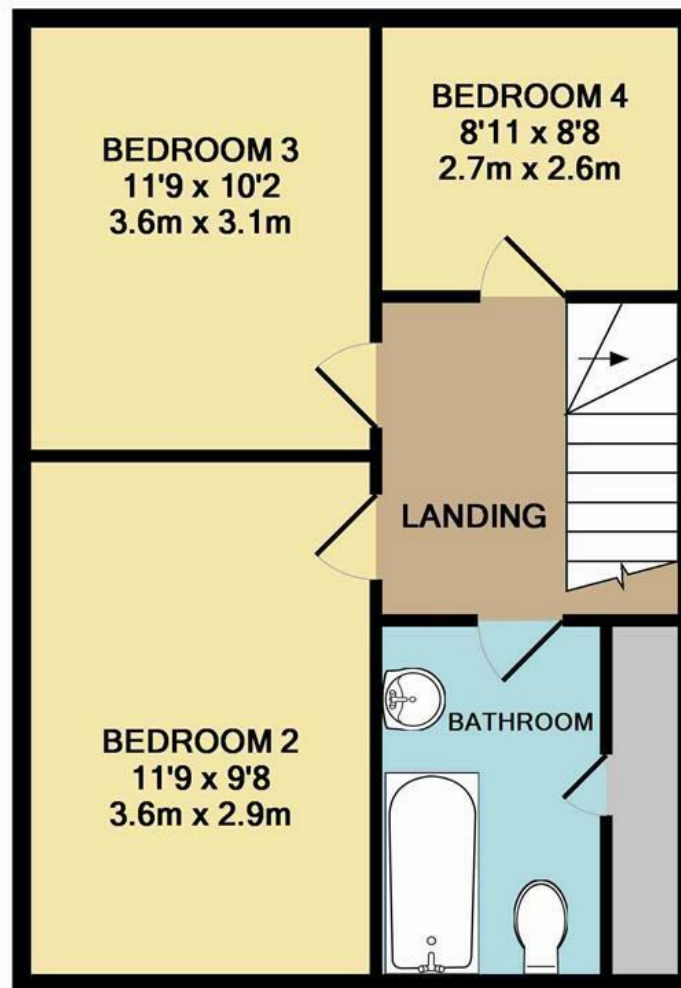 BEDROOM 3
11'9 x 10'2
3.6m x 3.1m
BEDROOM 4
8'11 x 8'8
2.7m x 2.6m
LANDING
BEDROOM 2
11'9 x 9'8
3.6m x 2.9m
BATHROOM